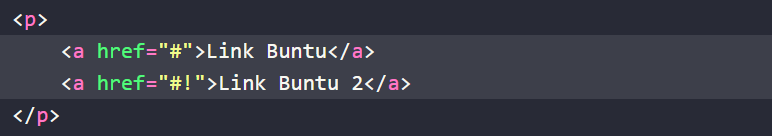 <p>
    <a href="#">Link Buntu</a>
    <a href="#!">Link Buntu 2</a>
</p>